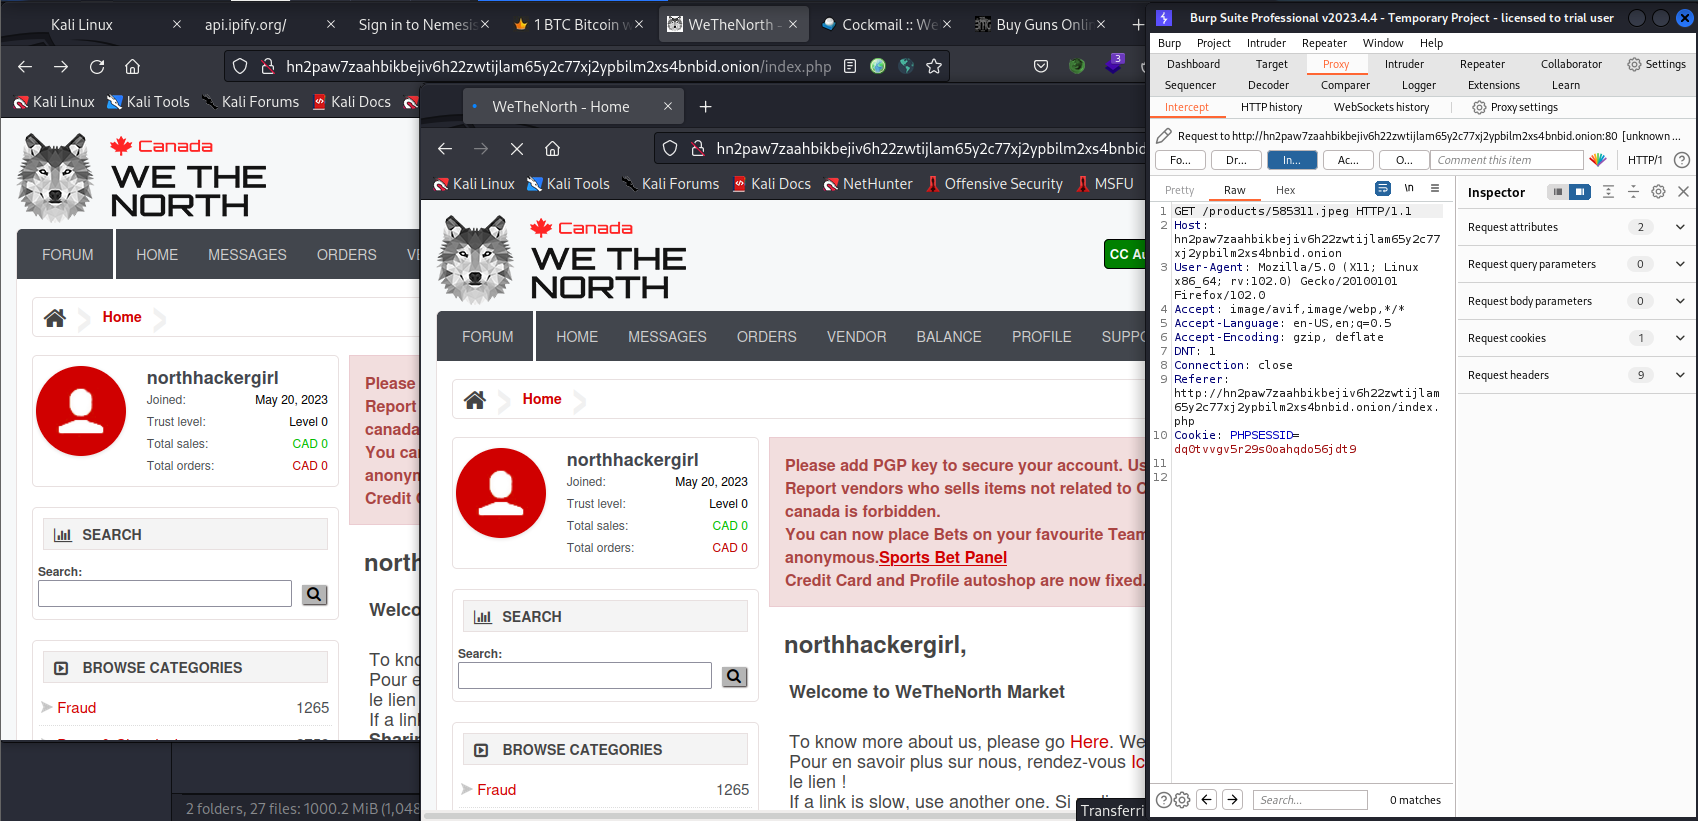 Kali Linux
api.ipify.org/
Sign in to Nemesis
1 BTC Bitcoin w
WeTheNorth -
Cockmail :: We
Buy Guns Onli
hn2paw7zaahbikbejiv6h22zwtijlam65y2c77xj2ypbilm2xs4bnbid.onion/index.php
3
Kali Linux
Kali Tools
Kali Forums
Kali Docs
Canada
WE THE
NORTH
FORUM
HOME
MESSAGES
ORDERS
VE
Home
northhackergirl
Joined: May 20, 2023
Trust level: Level 0
Total sales: CAD 0
Total orders: CAD 0
Please
Report
canada
You can
anonym
Credit C
SEARCH
Search:
north
Welco
BROWSE CATEGORIES
Fraud 1265
To kno
Pour e
le lien
If a link
Sharin
2 folders, 27 files: 1000.2 MiB (1,048
WeTheNorth - Home
hn2paw7zaahbikbejiv6h22zwtijlam65y2c77xj2ypbilm2xs4bnbid
Kali Linux
Kali Tools
Kali Forums
Kali Docs
NetHunter
Offensive Security
MSFU
Canada
WE THE
NORTH
CC Au
FORUM
HOME
MESSAGES
ORDERS
VENDOR
BALANCE
PROFILE
SUPPO
Home
northhackergirl
Joined: May 20, 2023
Trust level: Level 0
Total sales: CAD 0
Total orders: CAD 0
Please add PGP key to secure your account. Us
Report vendors who sells items not related to C
canada is forbidden.
You can now place Bets on your favourite Team
anonymous.Sports Bet Panel
Credit Card and Profile autoshop are now fixed.
SEARCH
Search:
northhackergirl,
Welcome to WeTheNorth Market
BROWSE CATEGORIES
Fraud 1265
To know more about us, please go Here. We
Pour en savoir plus sur nous, rendez-vous Ic
le lien !
If a link is slow, use another one. Si
Transferri
Burp Suite Professional v2023.4.4 - Temporary Project - licensed to trial user
Burp Project Intruder Repeater Window Help
Dashboard Target Proxy Intruder Repeater Collaborator Settings
Sequencer Decoder Comparer Logger Extensions Learn
Intercept HTTP history WebSockets history Proxy settings
Request to http://hn2paw7zaahbikbejiv6h22zwtijlam65y2c77xj2ypbilm2xs4bnbid.onion:80 [unknown ...
Fo... Dr... In... Ac... O... Comment this item HTTP/1
Pretty Raw Hex \n
1 GET /products/585311.jpeg HTTP/1.1
2 Host:
hn2paw7zaahbikbejiv6h22zwtijlam65y2c77
xj2ypbilm2xs4bnbid.onion
3 User-Agent: Mozilla/5.0 (X11; Linux
x86_64; rv:102.0) Gecko/20100101
Firefox/102.0
4 Accept: image/avif,image/webp,*/*
5 Accept-Language: en-US,en;q=0.5
6 Accept-Encoding: gzip, deflate
7 DNT: 1
8 Connection: close
9 Referer:
http://hn2paw7zaahbikbejiv6h22zwtijlam
65y2c77xj2ypbilm2xs4bnbid.onion/index.
php
10 Cookie: PHPSESSID=
dq0tvvgv5r29s0oahqdo56jdt9
11
12
Inspector
Request attributes 2
Request query parameters 0
Request body parameters 0
Request cookies 1
Request headers 9
Search...
0 matches